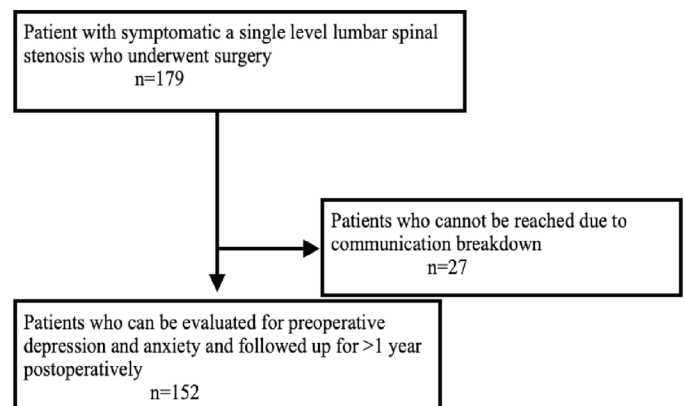 Patient with symptomatic a single level lumbar spinal
stenosis who underwent surgery
n=179
Patients who cannot be reached due to
communication breakdown
n=27
Patients who can be evaluated for preoperative
depression and anxiety and followed up for >1 year
postoperatively
n=152